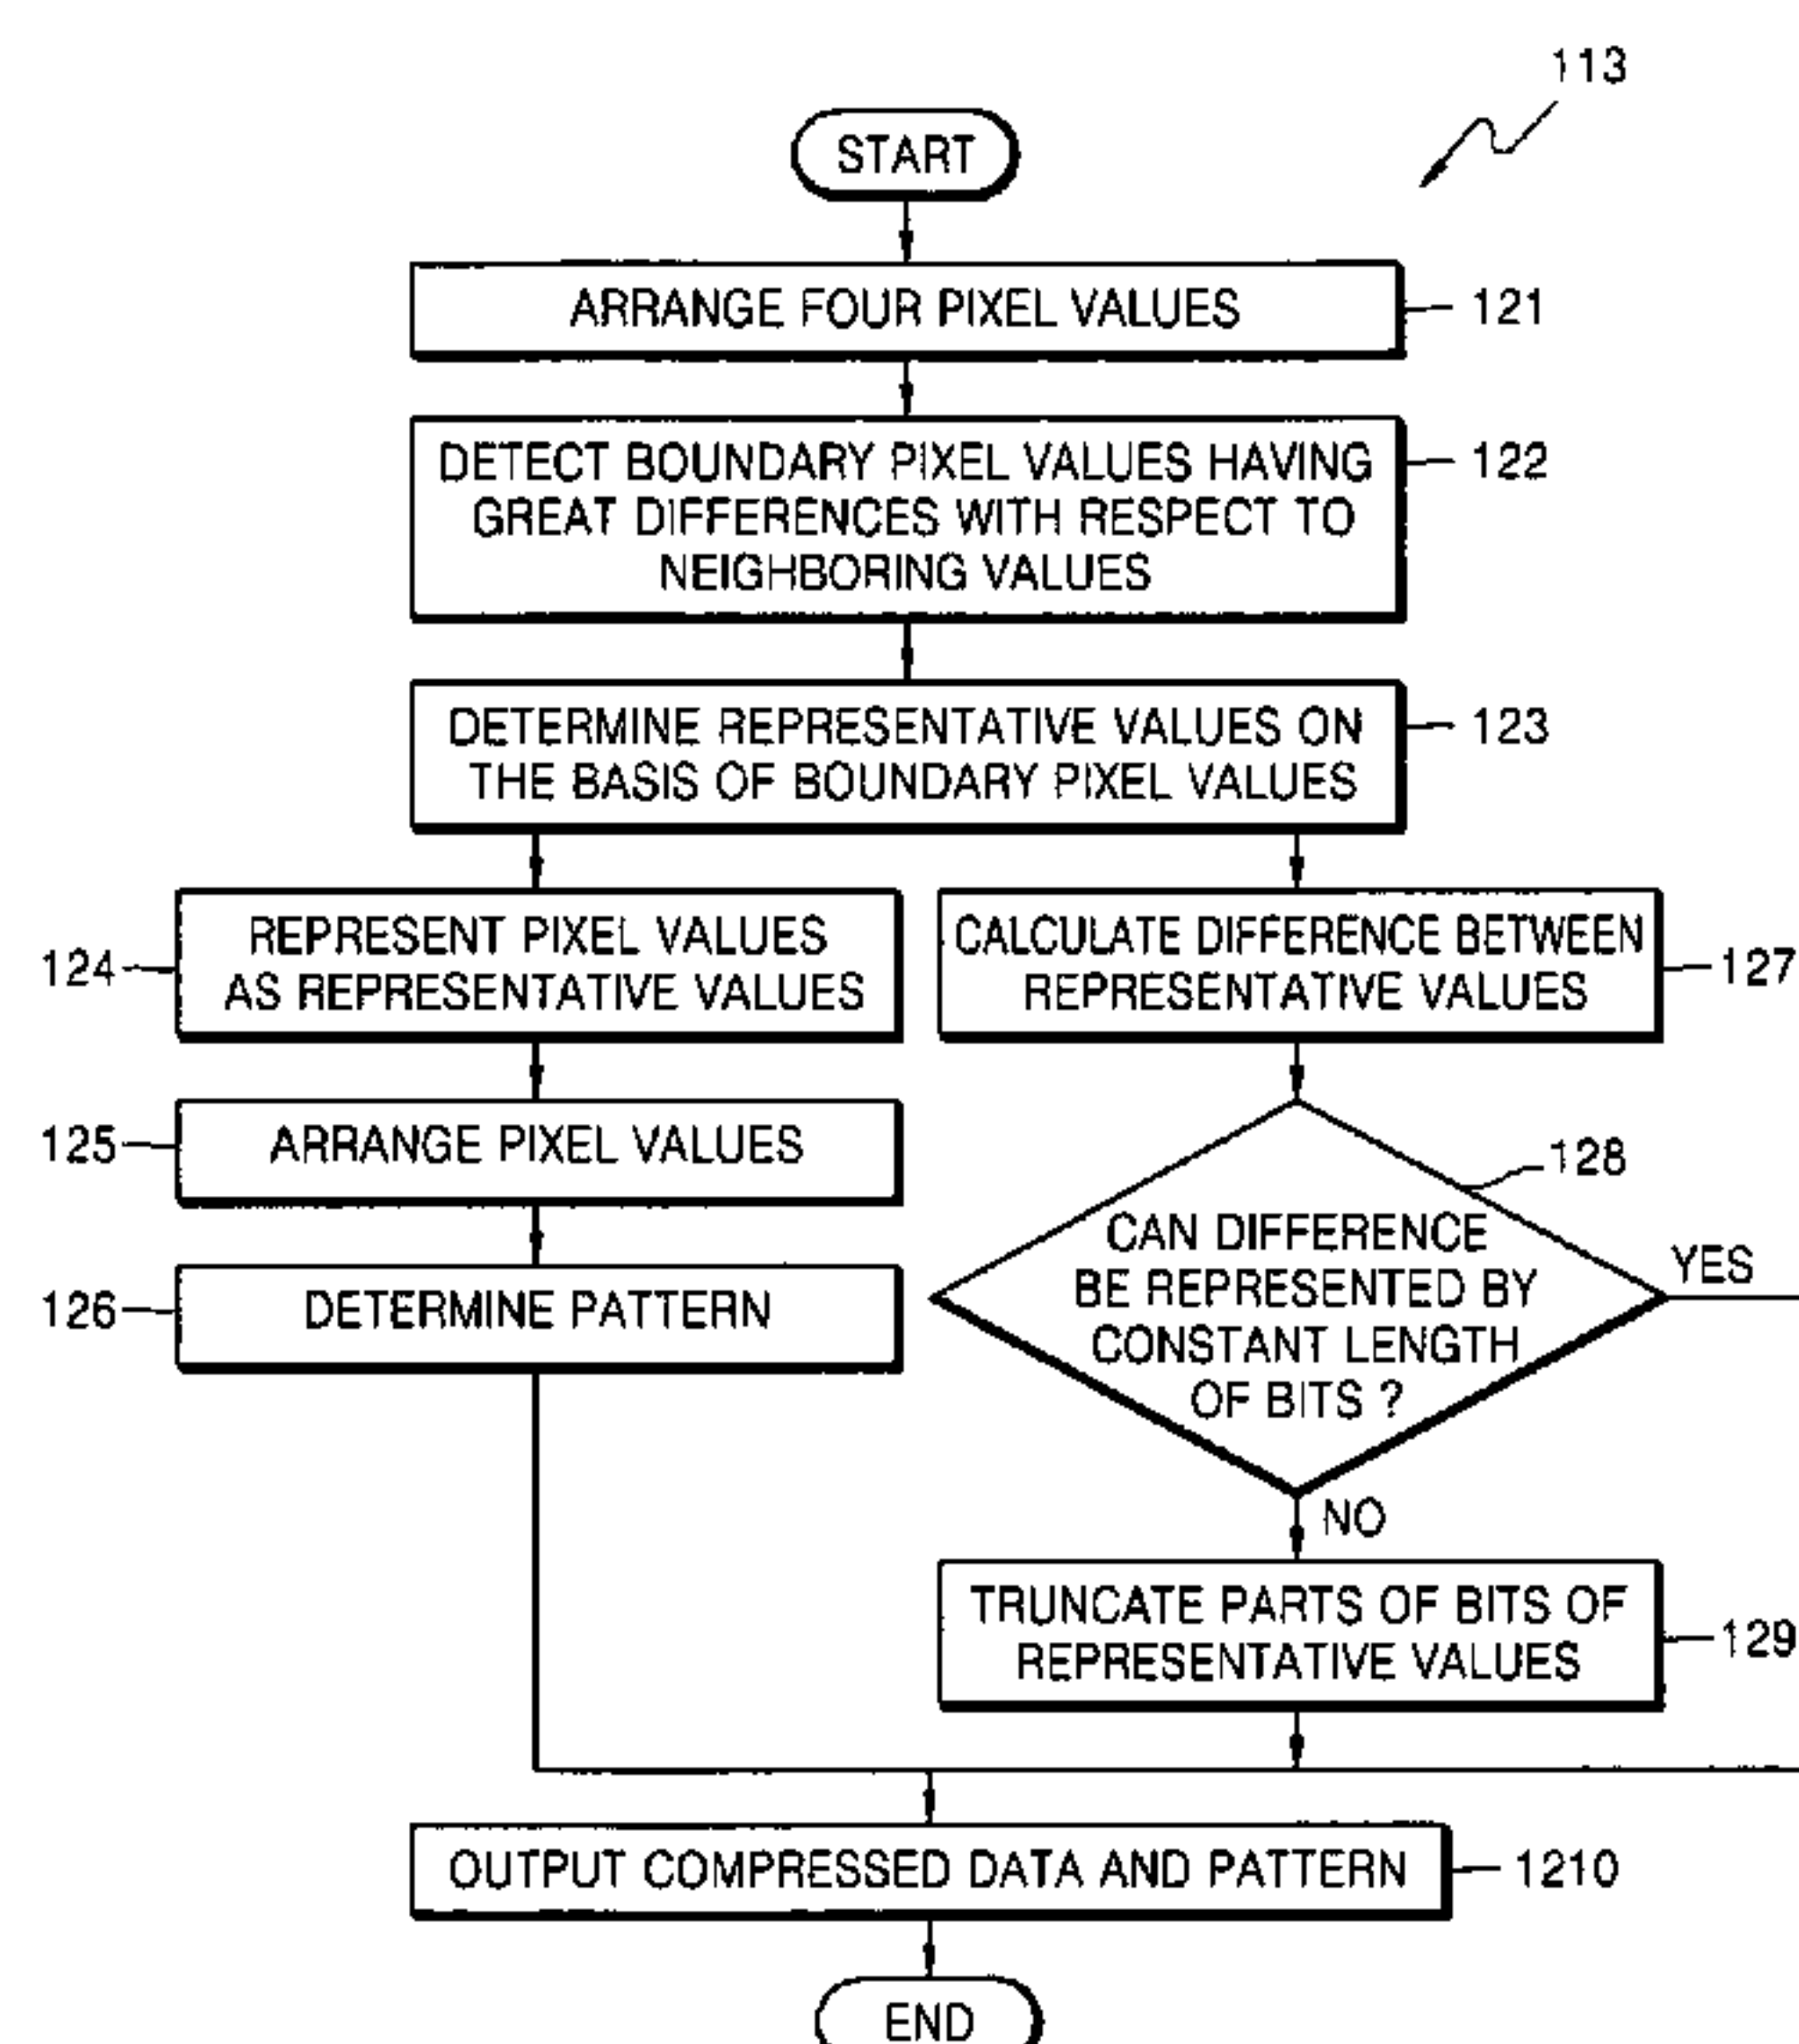 113
START
ARRANGE FOUR PIXEL VALUES
121
DETECT BOUNDARY PIXEL VALUES HAVING
GREAT DIFFERENCES WITH RESPECT TO
NEIGHBORING VALUES
122
DETERMINE REPRESENTATIVE VALUES ON
THE BASIS OF BOUNDARY PIXEL VALUES
123
124
REPRESENT PIXEL VALUES
AS REPRESENTATIVE VALUES
CALCULATE DIFFERENCE BETWEEN
REPRESENTATIVE VALUES
127
125
ARRANGE PIXEL VALUES
128
CAN DIFFERENCE
BE REPRESENTED BY
CONSTANT LENGTH
OF BITS ?
YES
126
DETERMINE PATTERN
NO
TRUNCATE PARTS OF BITS OF
REPRESENTATIVE VALUES
129
OUTPUT COMPRESSED DATA AND PATTERN
1210
END